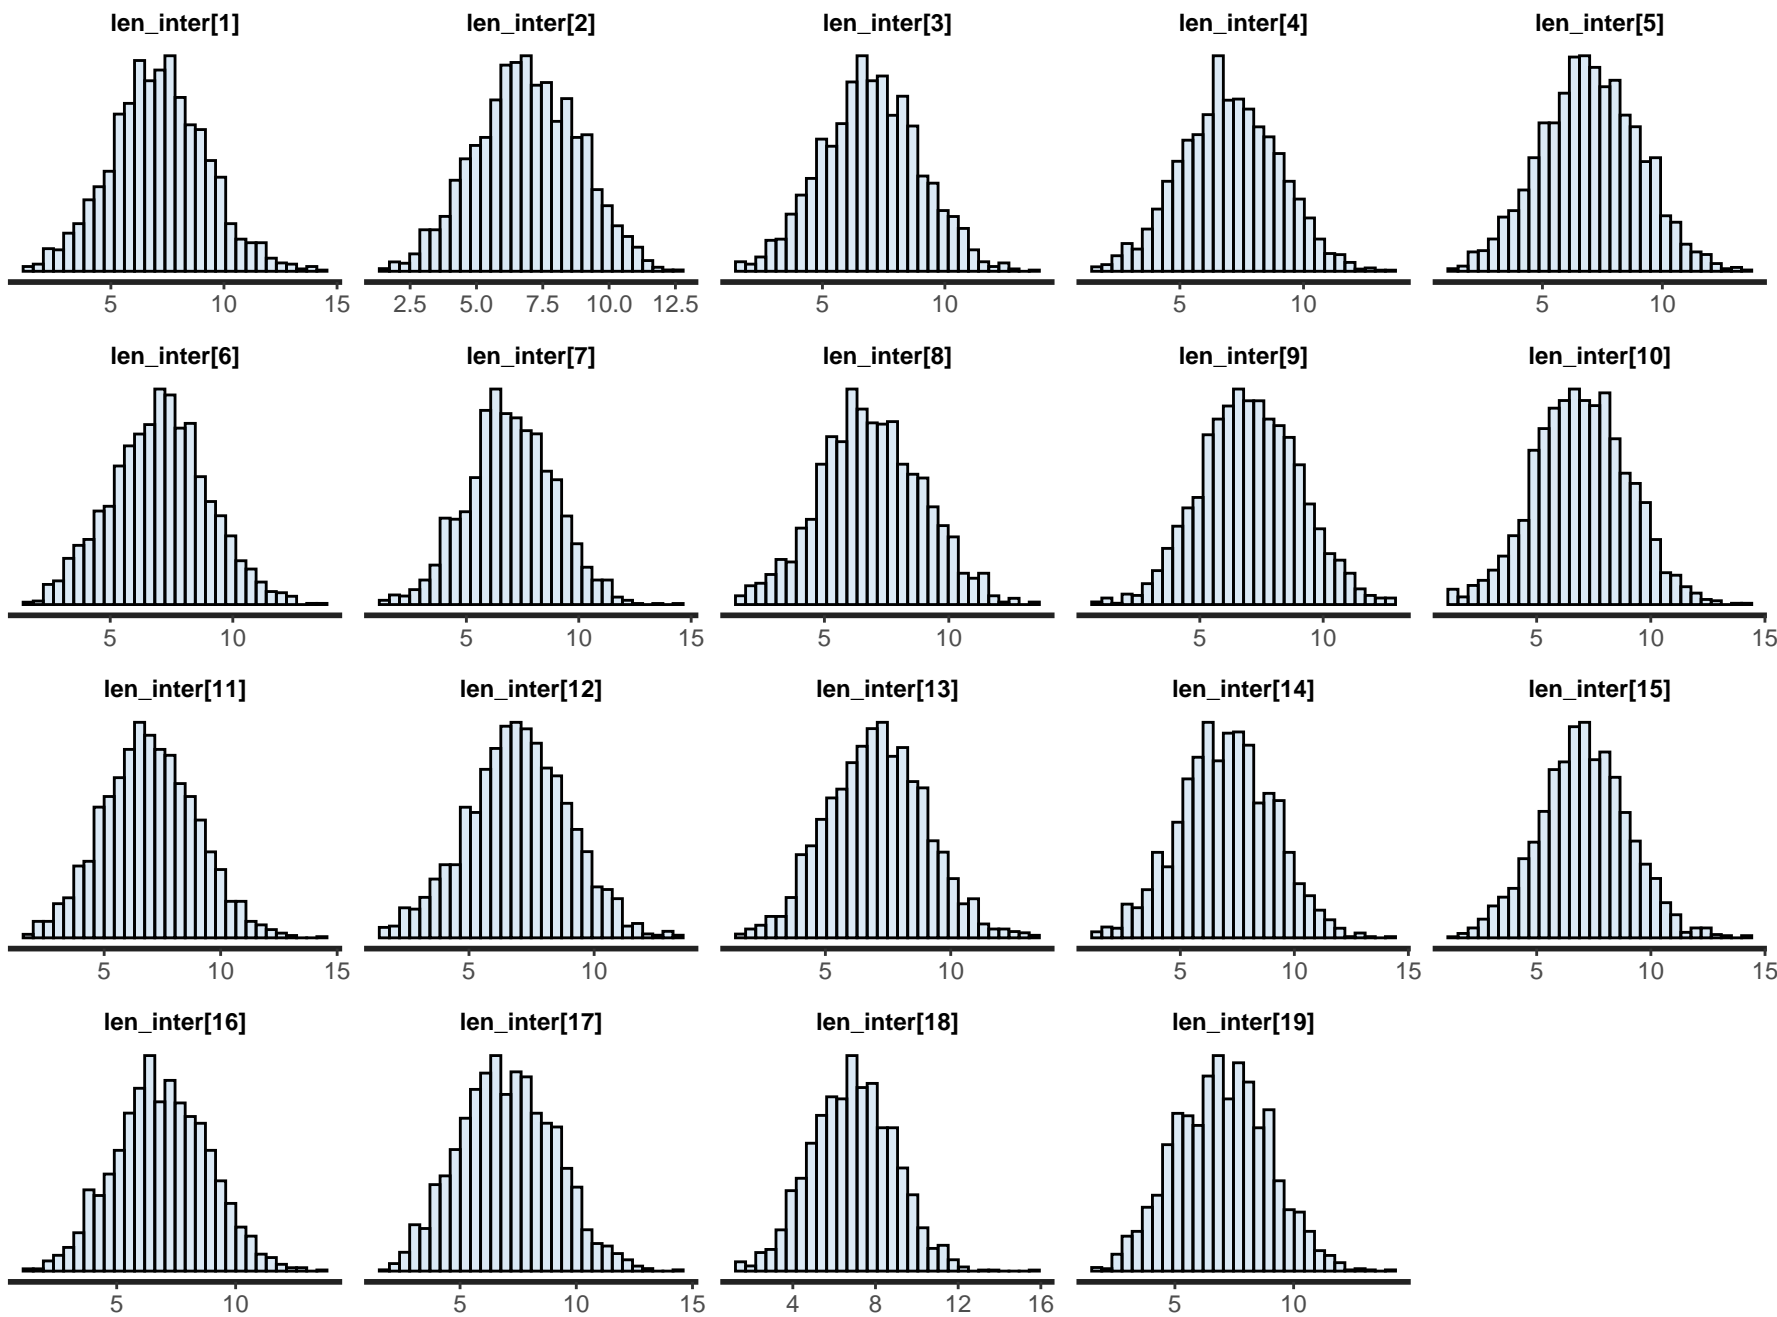 len_inter[1] len_inter[2] len_inter[3] len_inter[4] len_inter[5]
5 10 15 2.5 5.0 7.5 10.0 12.5 5 10 5 10 5 10
len_inter[6] len_inter[7] len_inter[8] len_inter[9] len_inter[10]
5 10 5 10 15 5 10 5 10 5 10 15
len_inter[11] len_inter[12] len_inter[13] len_inter[14] len_inter[15]
5 10 15 5 10 5 10 5 10 15 5 10 15
len_inter[16] len_inter[17] len_inter[18] len_inter[19]
5 10 5 10 15 4 8 12 16 5 10